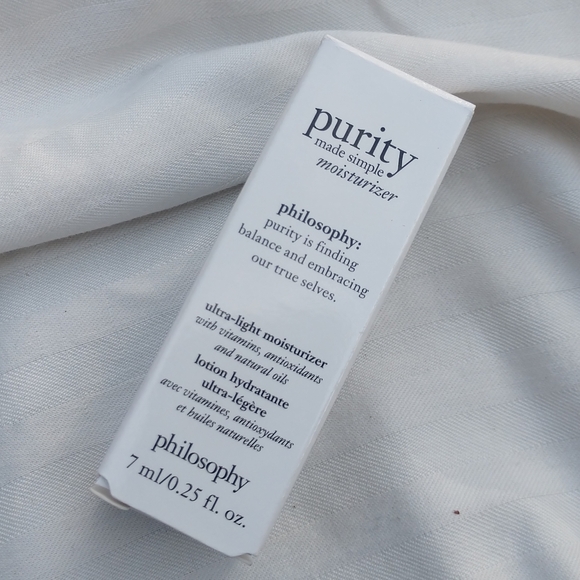 purity
made simple
moisturizer
philosophy:
purity is finding
balance and embracing
our true selves.
ultra-light moisturizer
with vitamins, antioxidants
and natural oils
lotion hydratante
ultra-légère
avec vitamines, antioxydants
et huiles naturelles
philosophy
7 ml/0.25 fl. oz.